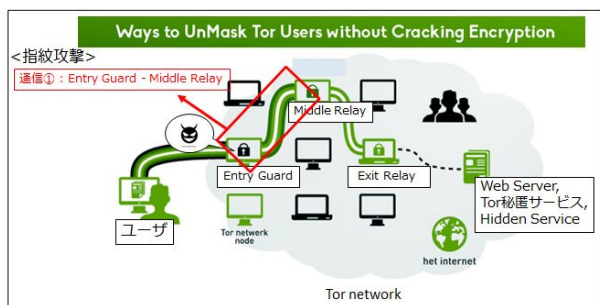 Ways to UnMask Tor Users without Cracking Encryption
<指紋攻撃>
通信①：Entry Guard - Middle Relay
Middle Relay
Entry Guard
Exit Relay
ユーザ
Tor netwerk
node
Web Server,
Tor秘匿サービス,
Hidden Service
het internet
Tor network